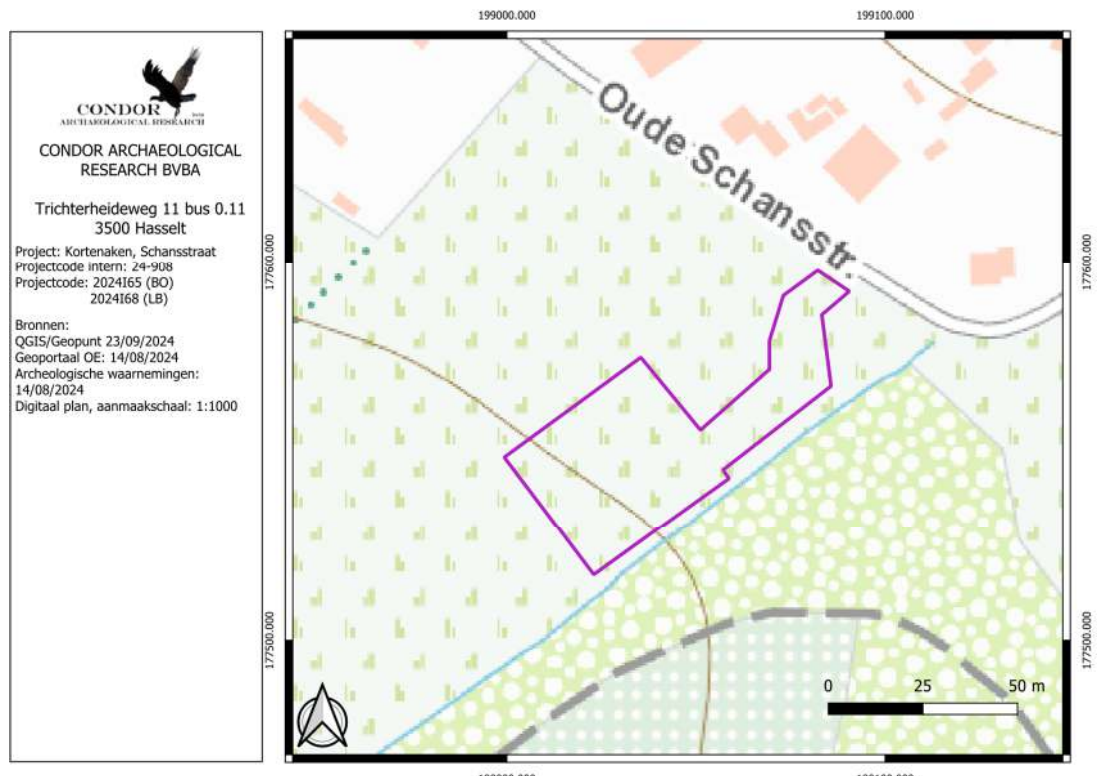 CONDOR
ARCHAEOLOGICAL RESEARCH
CONDOR ARCHAEOLOGICAL
RESEARCH BVBA
Trichterheideweg 11 bus 0.11
3500 Hasselt
Project: Kortenaken, Schansstraat
Projectcode intern: 24-908
Projectcode: 2024I65 (BO)
2024I68 (LB)
Bronnen:
QGIS/Geopunt 23/09/2024
Geoportaal OE: 14/08/2024
Archeologische waarnemingen:
14/08/2024
Digitaal plan, aanmaakschaal: 1:1000
199000.000
199100.000
177600.000
177600.000
Oude Schansstr.
177500.000
177500.000
0 25 50 m